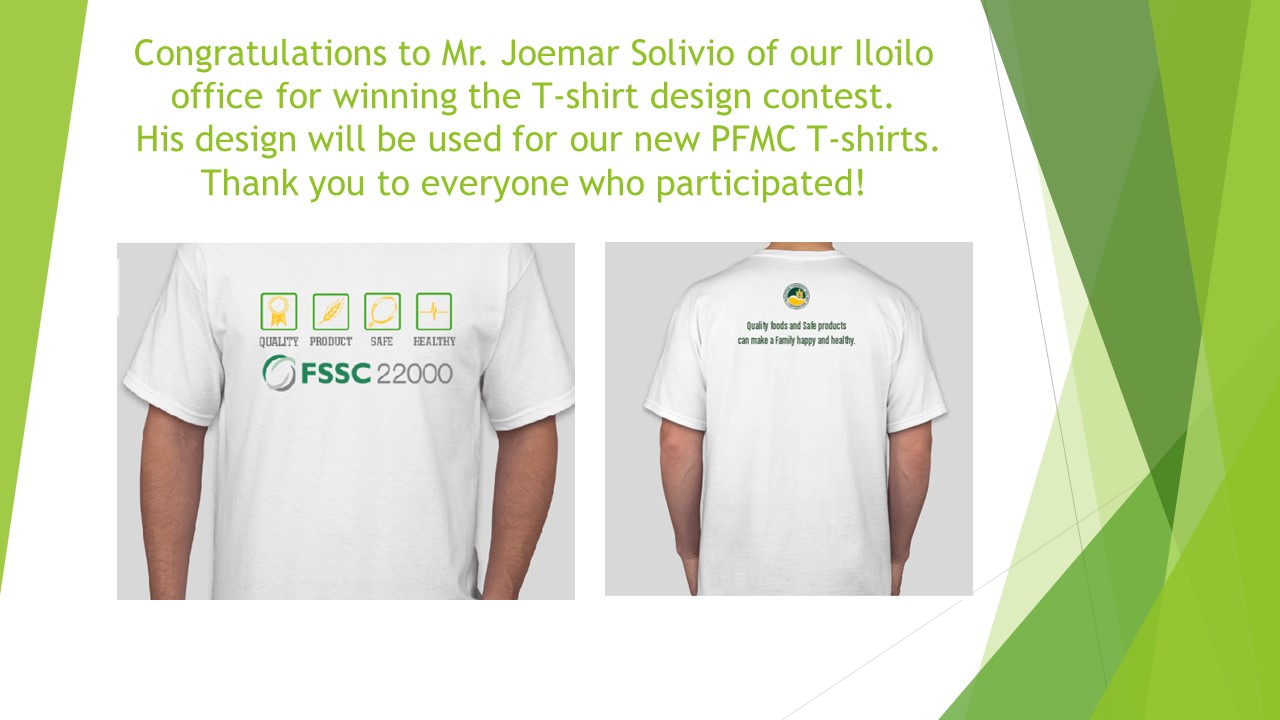 Congratulations to Mr. Joemar Solivio of our Iloilo
office for winning the T-shirt design contest.
His design will be used for our new PFMC T-shirts.
Thank you to everyone who participated!
QUALITY PRODUCT SAFE HEALTHY
FSSC 22000
Quality foods and Safe products
can make a Family happy and healthy.